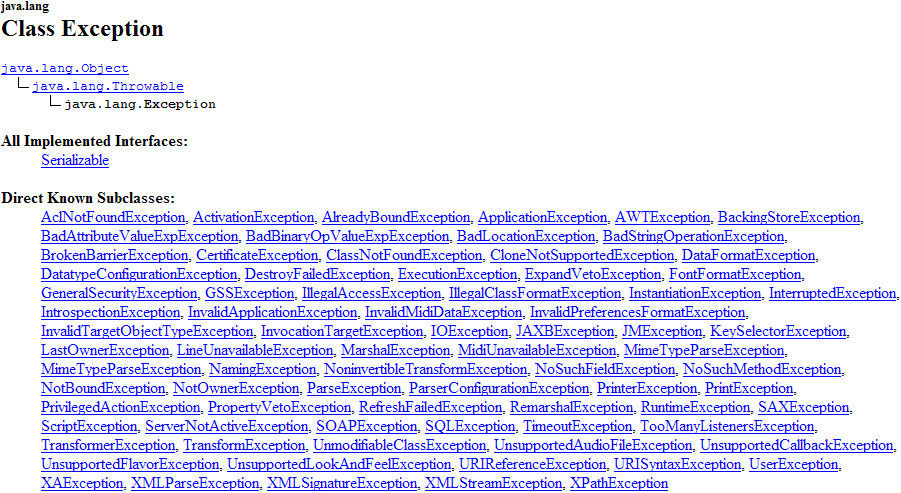 java.lang
Class Exception
java.lang.Object
java.lang.Throwable
java.lang.Exception
All Implemented Interfaces:
Serializable
Direct Known Subclasses:
AclNotFoundException, ActivationException, AlreadyBoundException, ApplicationException, AWTException, BackingStoreException,
BadAttributeValueExpException, BadBinaryOpValueExpException, BadLocationException, BadStringOperationException,
BrokenBarrierException, CertificateException, ClassNotFoundException, CloneNotSupportedException, DataFormatException,
DatatypeConfigurationException, DestroyFailedException, ExecutionException, ExpandVetoException, FontFormatException,
GeneralSecurityException, GSSException, IllegalAccessException, IllegalClassFormatException, InstantiationException, InterruptedException,
IntrospectionException, InvalidApplicationException, InvalidMidiDataException, InvalidPreferencesFormatException,
InvalidTargetObjectTypeException, InvocationTargetException, IOException, JAXBException, JMException, KeySelectorException,
LastOwnerException, LineUnavailableException, MarshalException, MidiUnavailableException, MimeTypeParseException,
MimeTypeParseException, NamingException, NoninvertibleTransformException, NoSuchFieldException, NoSuchMethodException,
NotBoundException, NotOwnerException, ParseException, ParserConfigurationException, PrinterException, PrintException,
PrivilegedActionException, PropertyVetoException, RefreshFailedException, RemarshalException, RuntimeException, SAXException,
ScriptException, ServerNotActiveException, SOAPException, SQLException, TimeoutException, TooManyListenersException,
TransformerException, TransformException, UnmodifiableClassException, UnsupportedAudioFileException, UnsupportedCallbackException,
UnsupportedFlavorException, UnsupportedLookAndFeelException, URIReferenceException, URISyntaxException, UserException,
XAException, XMLParseException, XMLSignatureException, XMLStreamException, XPathException